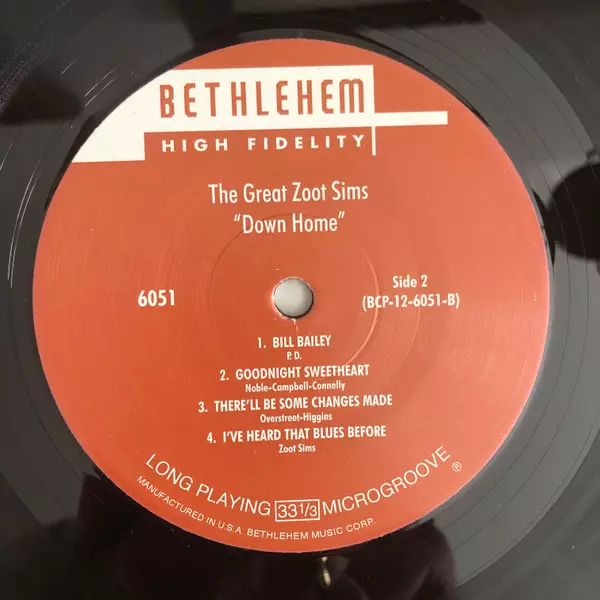 BETHLEHEM
HIGH FIDELITY
The Great Zoot Sims
"Down Home"
6051
Side 2
(BCP-12-6051-B)
1. BILL BAILEY
P.D.
2. GOODNIGHT SWEETHEART
Noble-Campbell-Connelly
3. THERE'LL BE SOME CHANGES MADE
Overstreet-Higgins
4. I'VE HEARD THAT BLUES BEFORE
Zoot Sims
LONG PLAYING 33 1/3 MICROGROOVE ®
MANUFACTURED IN U.S.A. BETHLEHEM MUSIC CORP.